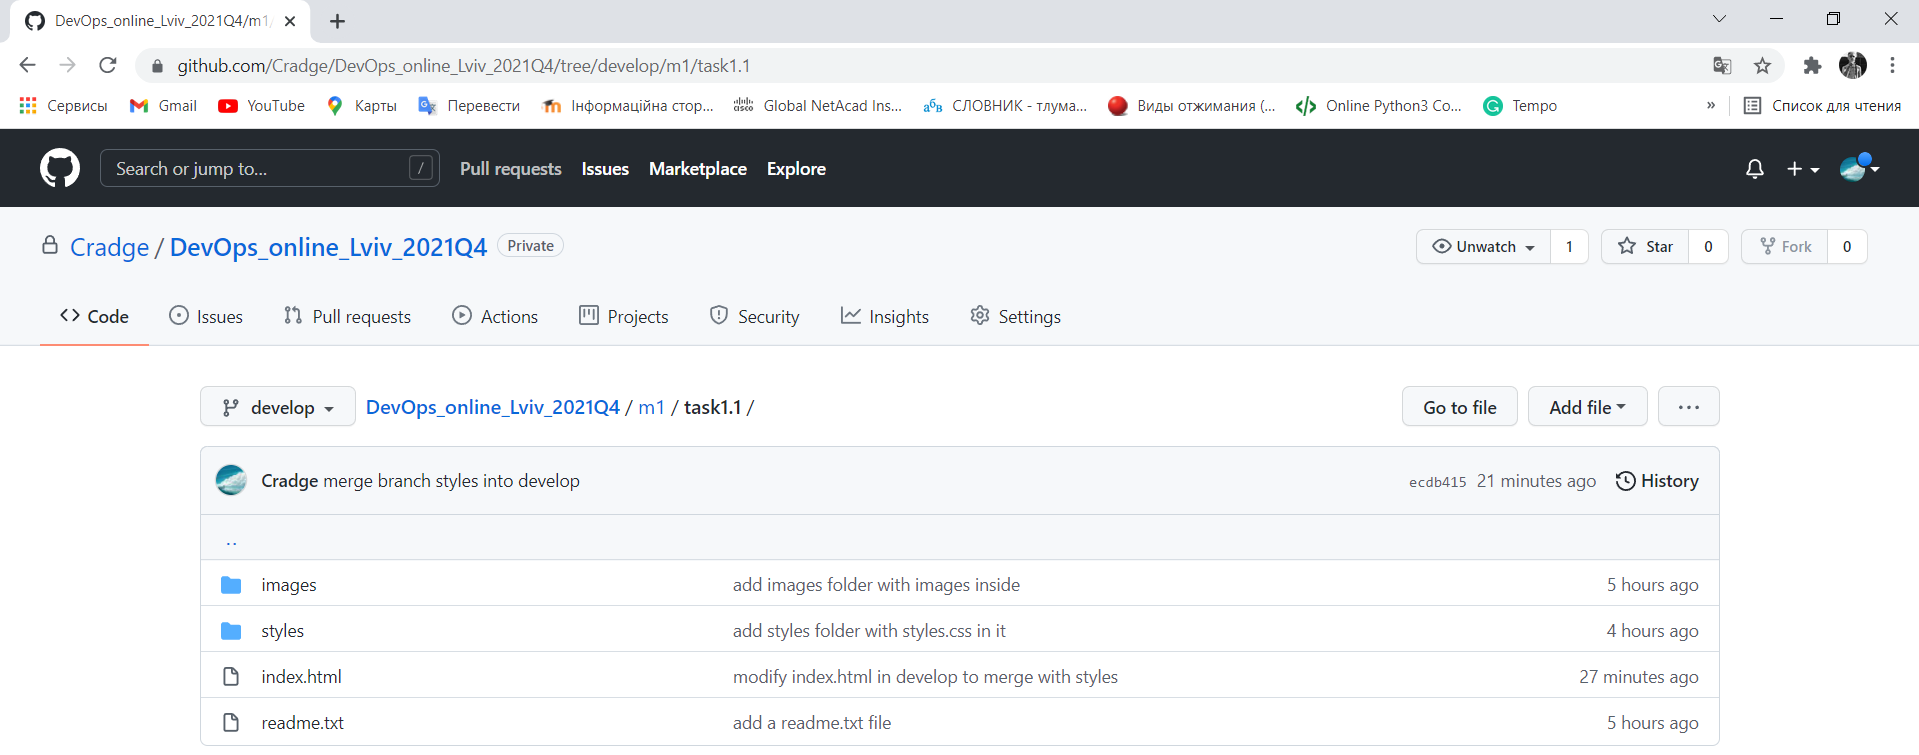 DevOps_online_Lviv_2021Q4/m1/
github.com/Cradge/DevOps_online_Lviv_2021Q4/tree/develop/m1/task1.1
Сервисы Gmail YouTube Карты Перевести Інформаційна стор... Global NetAcad Ins... абв СЛОВНИК - тлума... Виды отжимания (... Online Python3 Co... Tempo » Список для чтения
Search or jump to... / Pull requests Issues Marketplace Explore
Cradge / DevOps_online_Lviv_2021Q4 Private Unwatch 1 Star 0 Fork 0
Code Issues Pull requests Actions Projects Security Insights Settings
develop DevOps_online_Lviv_2021Q4 / m1 / task1.1 / Go to file Add file ...
Cradge merge branch styles into develop ecdb415 21 minutes ago History
..
images add images folder with images inside 5 hours ago
styles add styles folder with styles.css in it 4 hours ago
index.html modify index.html in develop to merge with styles 27 minutes ago
readme.txt add a readme.txt file 5 hours ago